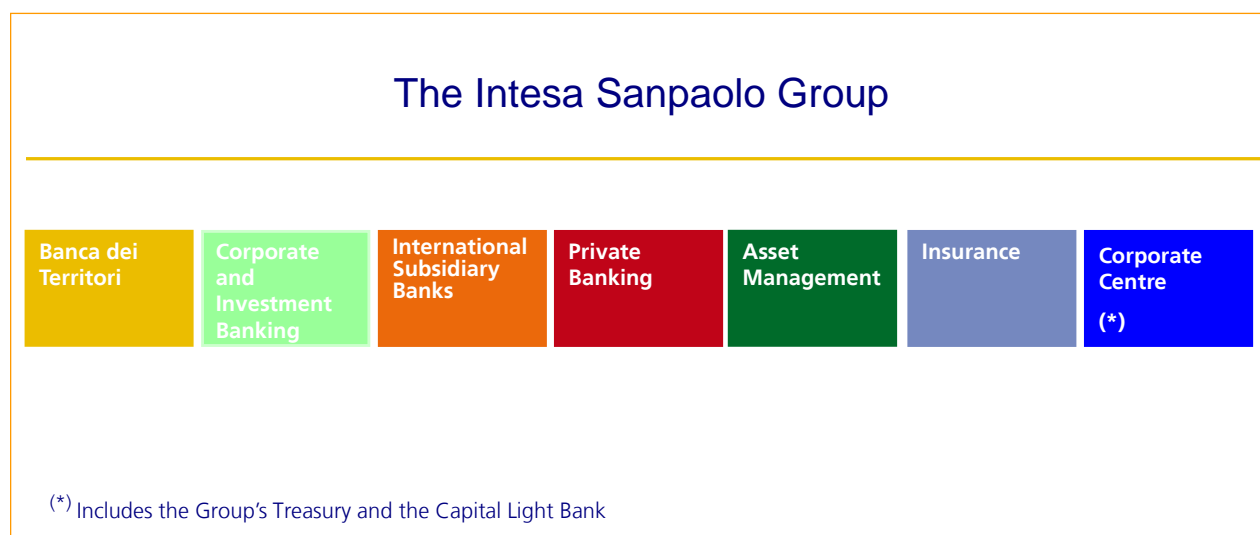 The Intesa Sanpaolo Group
Banca dei
Territori
Corporate
and
Investment
Banking
International
Subsidiary
Banks
Private
Banking
Asset
Management
Insurance
Corporate
Centre
(*)
(*) Includes the Group’s Treasury and the Capital Light Bank